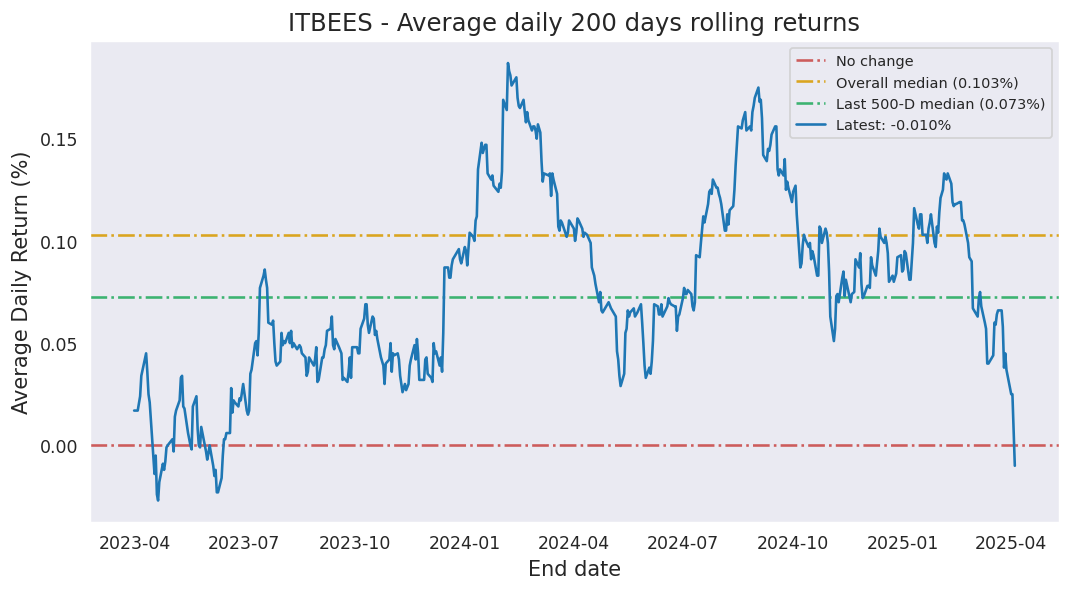 ITBEES - Average daily 200 days rolling returns
No change
Overall median (0.103%)
Last 500-D median (0.073%)
Latest: -0.010%
Average Daily Return (%)
0.15
0.10
0.05
0.00
2023-04 2023-07 2023-10 2024-01 2024-04 2024-07 2024-10 2025-01 2025-04
End date